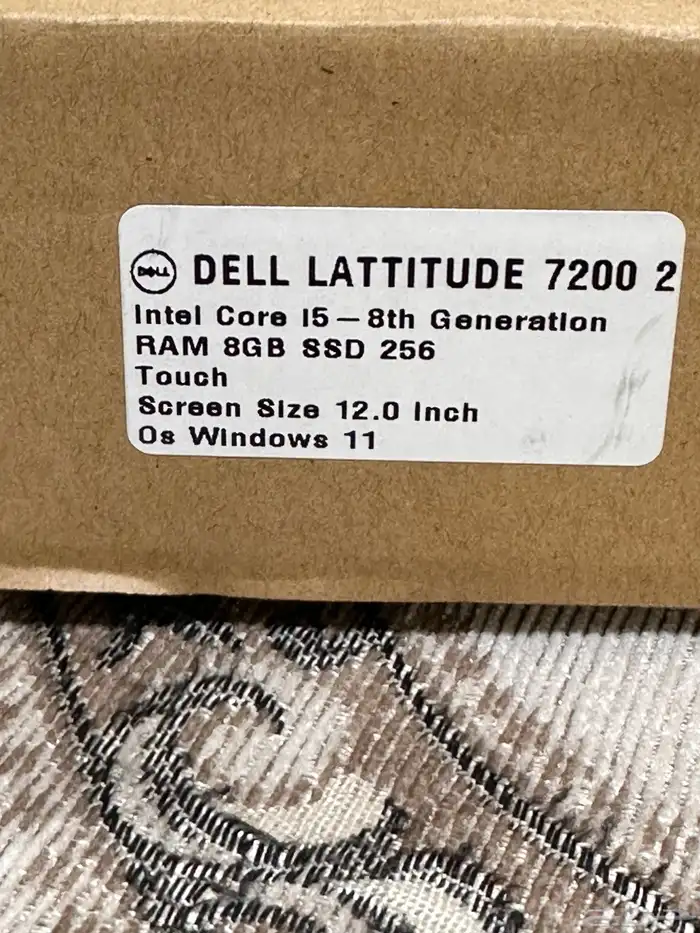 DELL DELL LATTITUDE 7200 2
Intel Core I5 – 8th Generation
RAM 8GB SSD 256
Touch
Screen Size 12.0 Inch
Os Windows 11